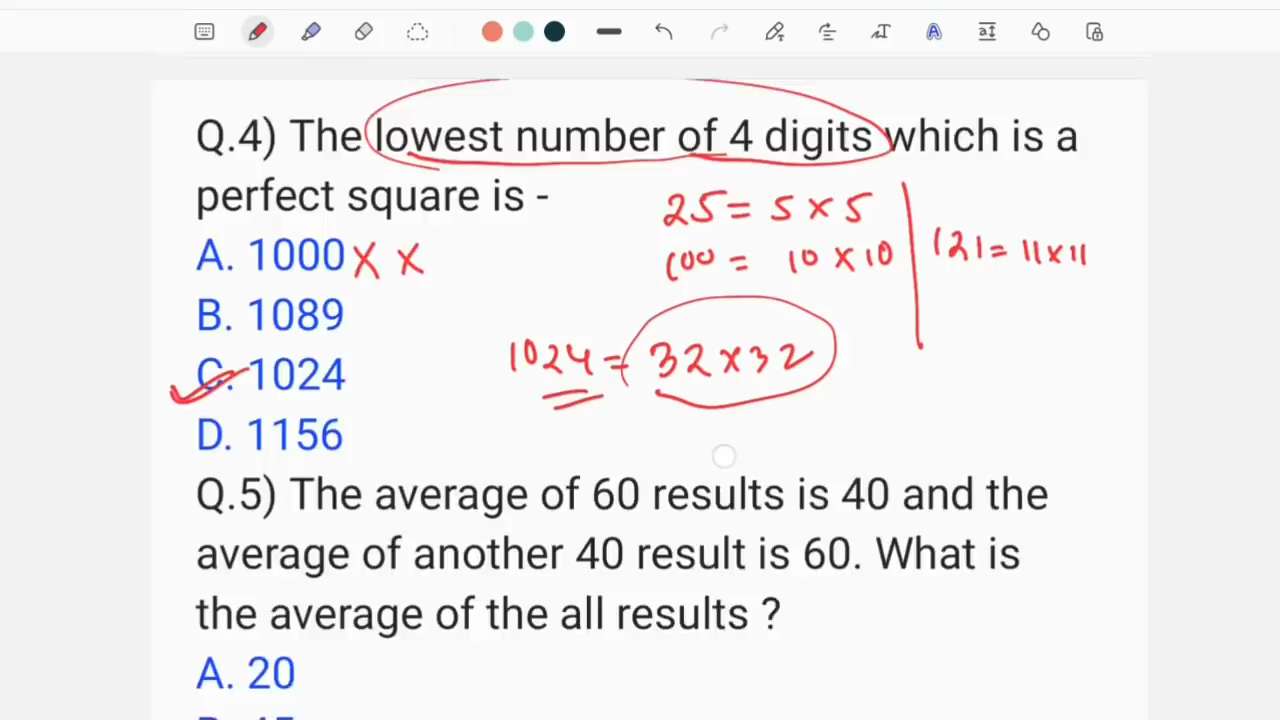 Q.4) The lowest number of 4 digits which is a
perfect square is -
25 = 5 x 5
A. 1000 X X
100 = 10 x 10
121 = 11 x 11
B. 1089
1024 = 32 x 32
C. 1024
D. 1156
Q.5) The average of 60 results is 40 and the
average of another 40 result is 60. What is
the average of the all results ?
A. 20